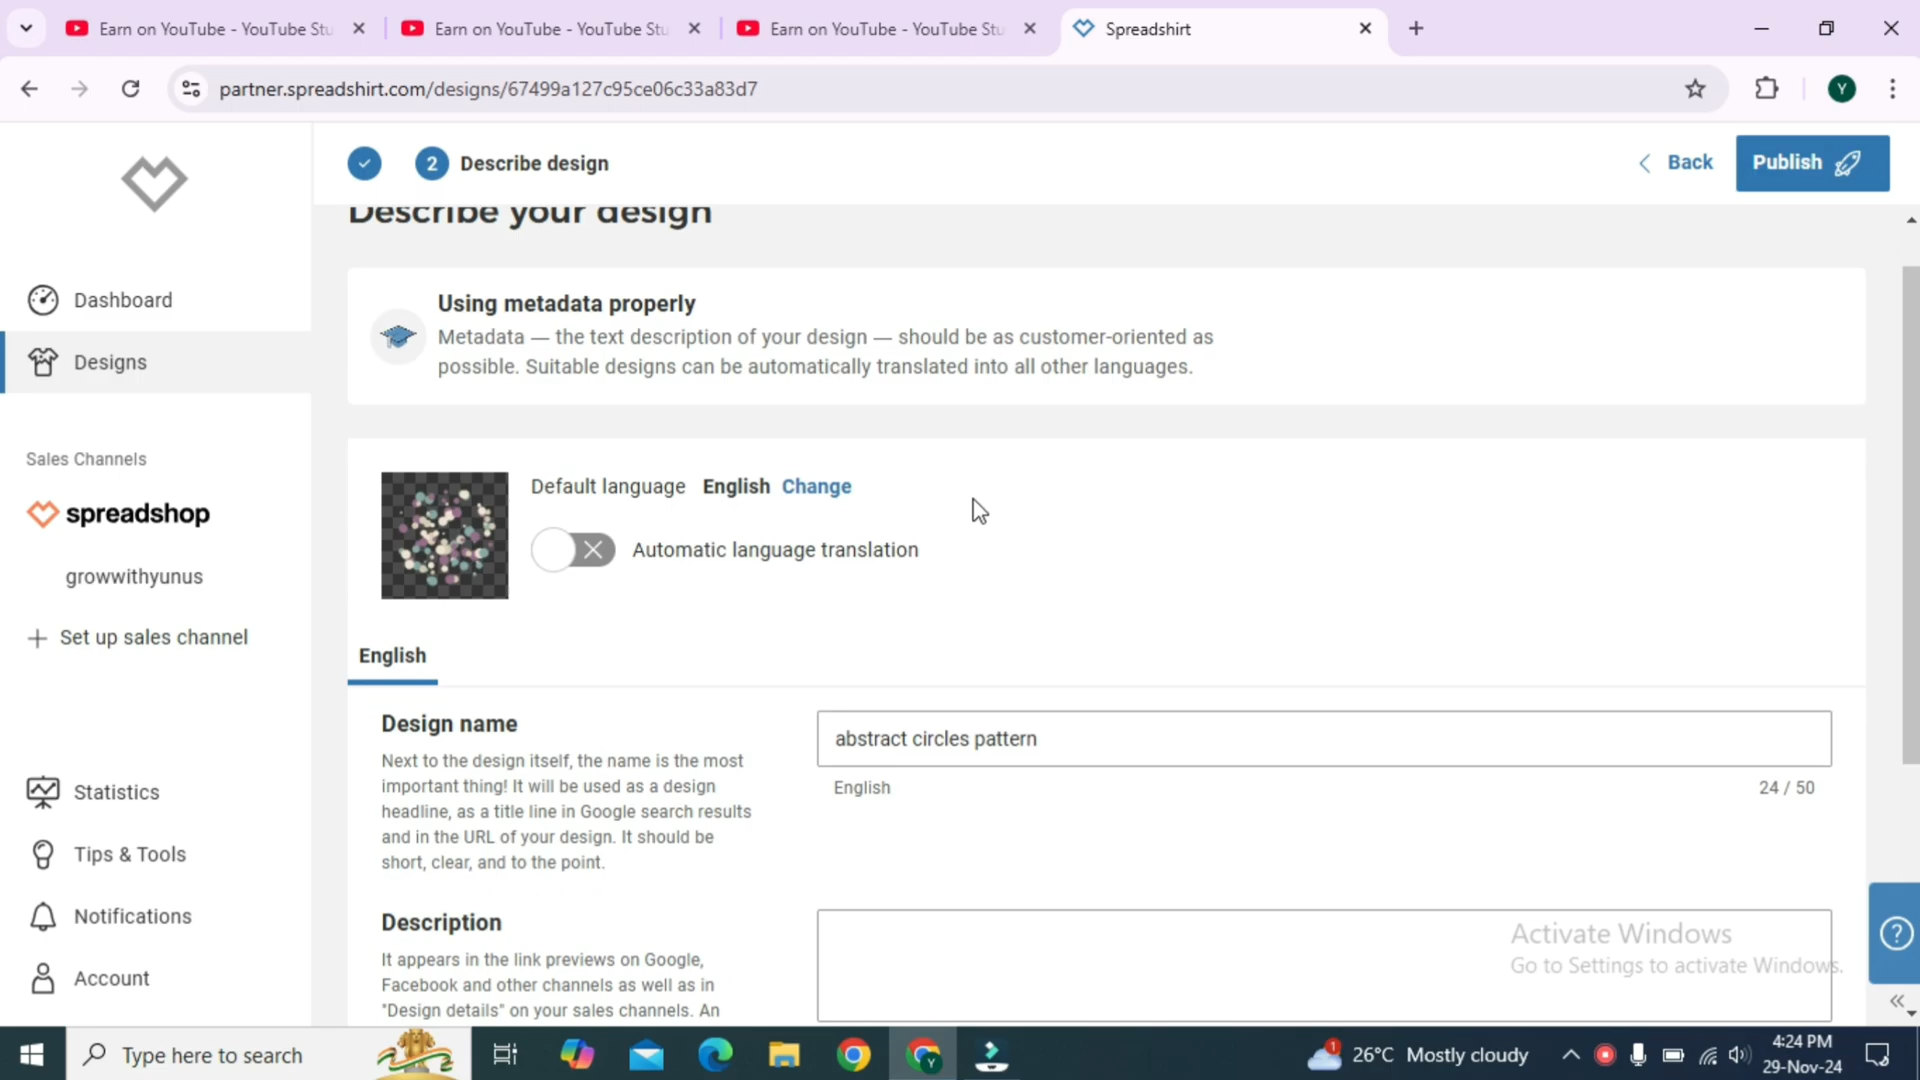 Earn on YouTube - YouTube Stu
Earn on YouTube - YouTube Stu
Earn on YouTube - YouTube Stu
Spreadshirt
partner.spreadshirt.com/designs/67499a127c95ce06c33a83d7
Y
2 Describe design
Back
Publish
Describe your design
Using metadata properly
Metadata — the text description of your design — should be as customer-oriented as
possible. Suitable designs can be automatically translated into all other languages.
Dashboard
Designs
Sales Channels
spreadshop
growwithyunus
+ Set up sales channel
Statistics
Tips & Tools
Notifications
Account
Default language English Change
Automatic language translation
English
Design name
Next to the design itself, the name is the most
important thing! It will be used as a design
headline, as a title line in Google search results
and in the URL of your design. It should be
short, clear, and to the point.
abstract circles pattern
English
24 / 50
Description
It appears in the link previews on Google,
Facebook and other channels as well as in
"Design details" on your sales channels. An
Activate Windows
Go to Settings to activate Windows.
?
Type here to search
Y
1
26°C Mostly cloudy
4:24 PM
29-Nov-24